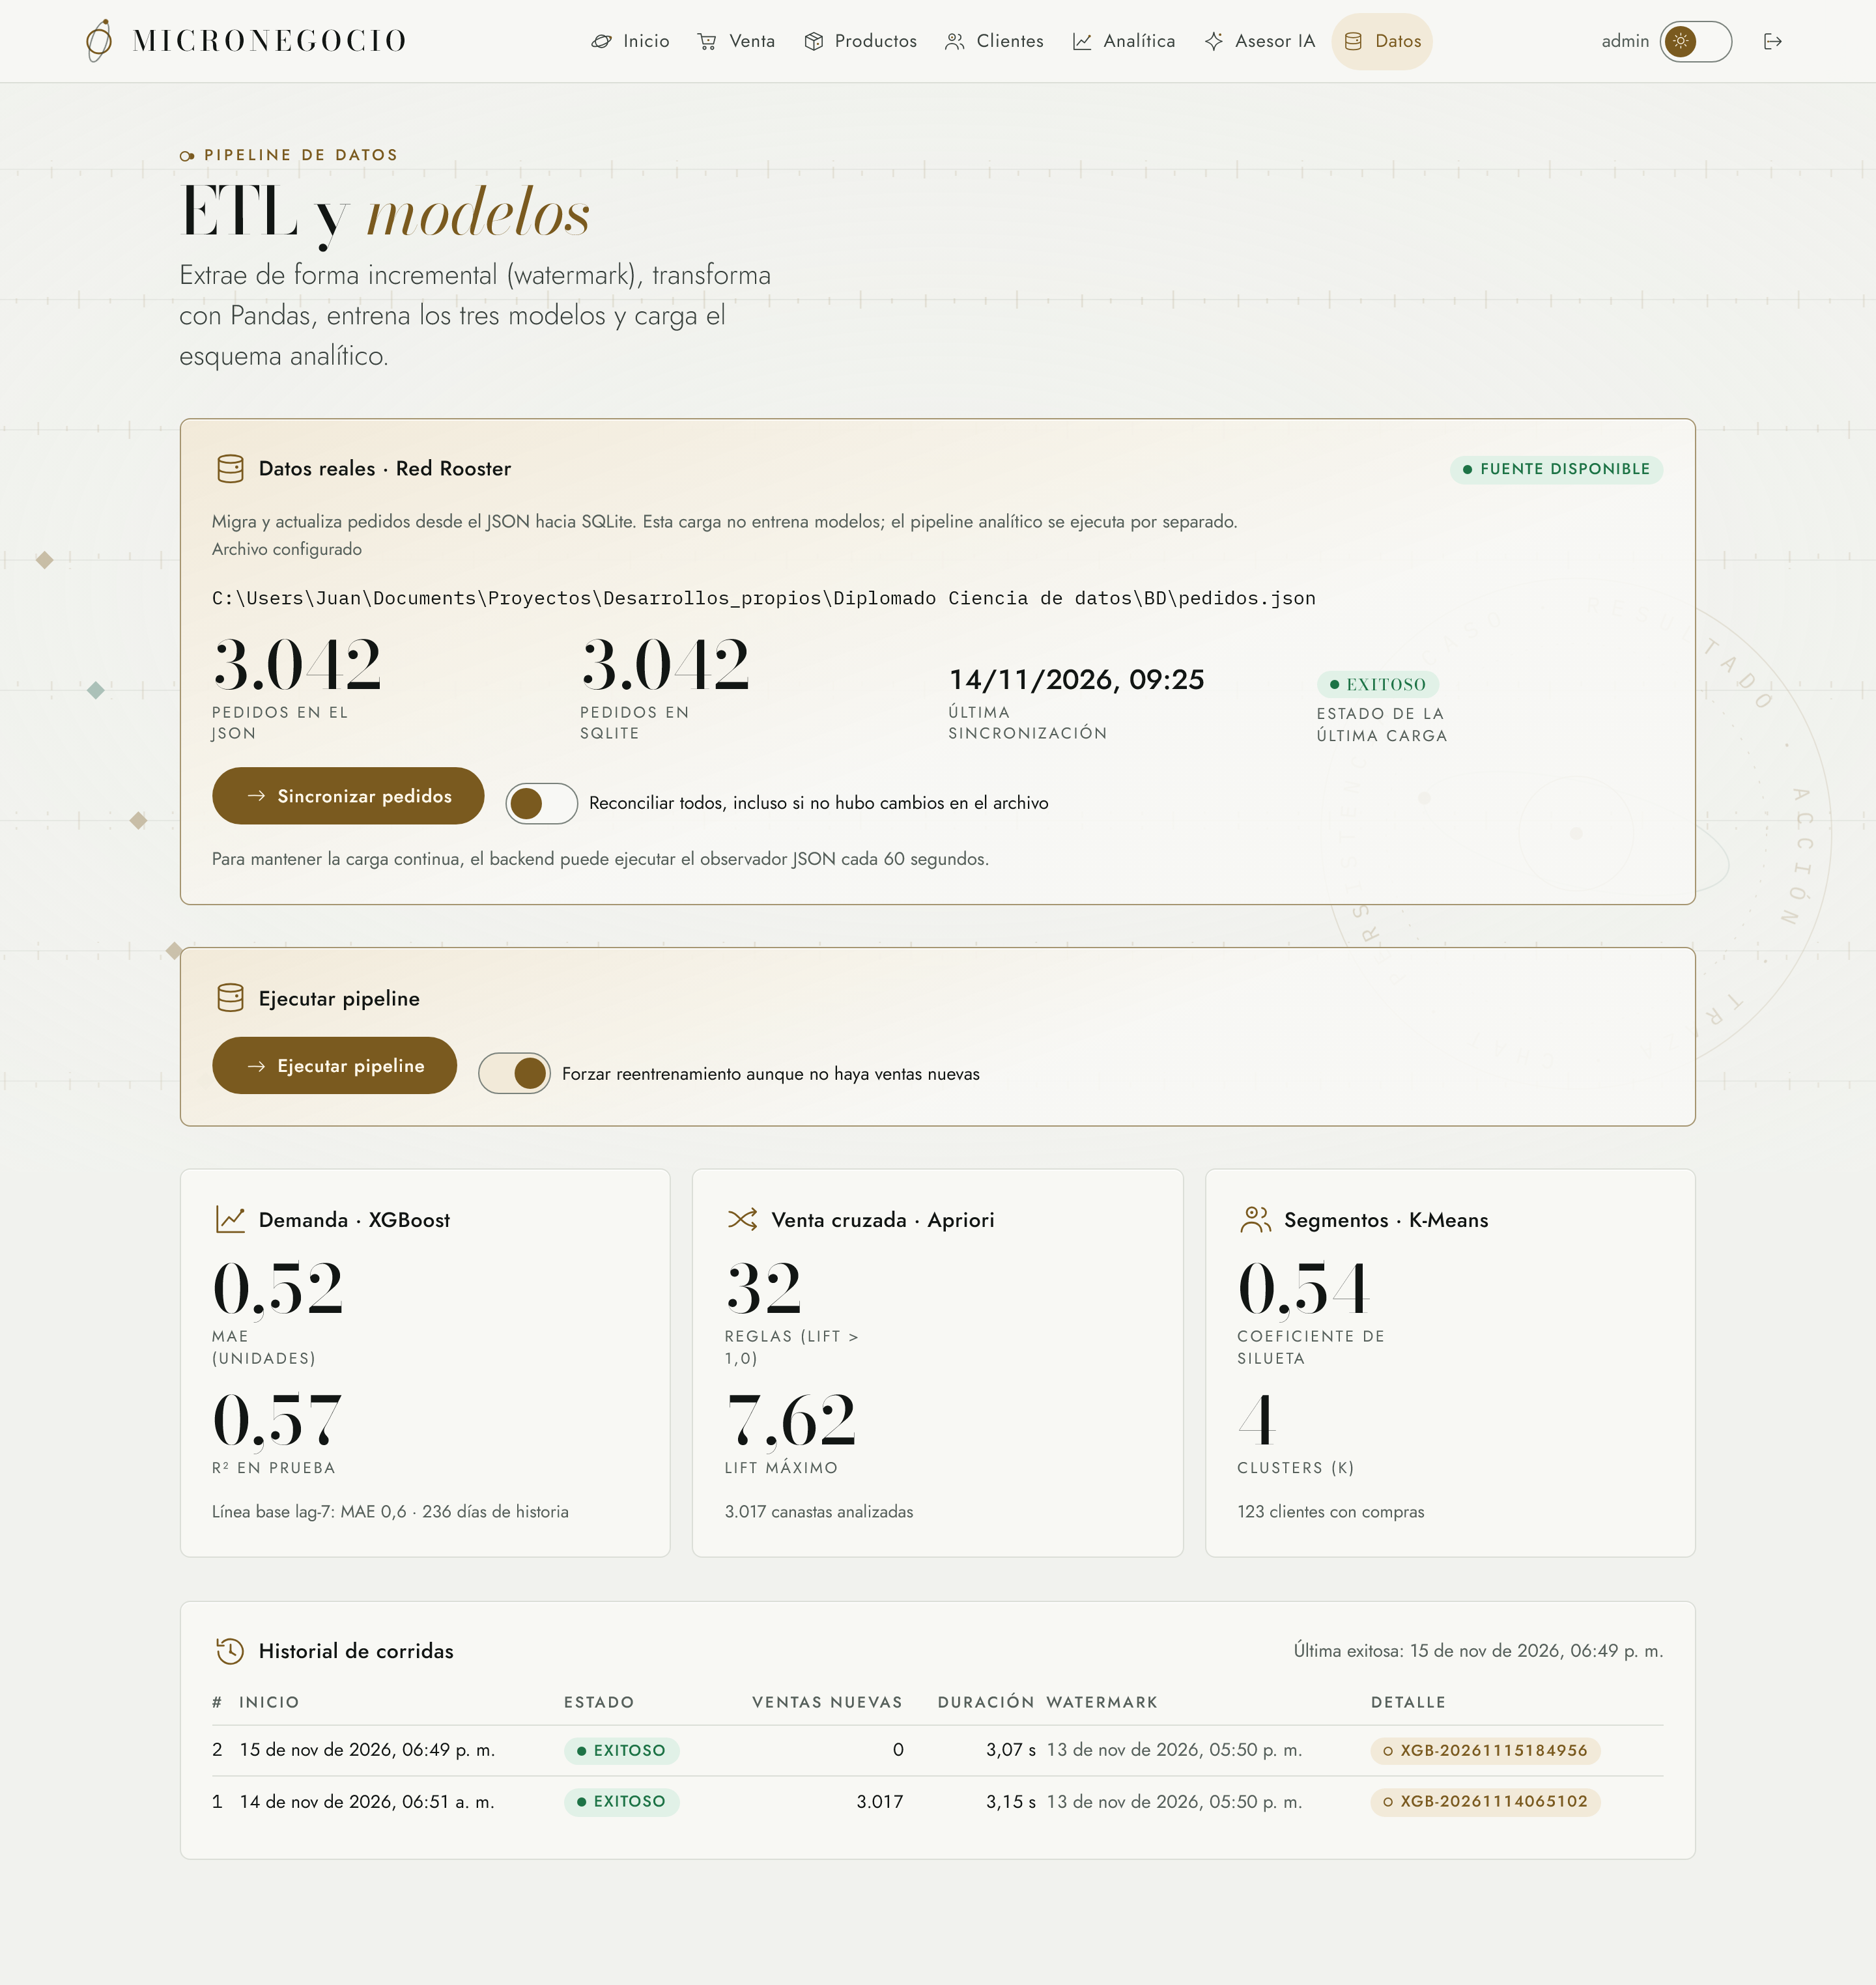 MICRONEGOCIO
Inicio
Venta
Productos
Clientes
Analítica
Asesor IA
Datos
admin
PIPELINE DE DATOS
ETL y modelos
Extrae de forma incremental (watermark), transforma
con Pandas, entrena los tres modelos y carga el
esquema analítico.
Datos reales · Red Rooster
FUENTE DISPONIBLE
Migra y actualiza pedidos desde el JSON hacia SQLite. Esta carga no entrena modelos; el pipeline analítico se ejecuta por separado.
Archivo configurado
C:\Users\Juan\Documents\Proyectos\Desarrollos_propios\Diplomado Ciencia de datos\BD\pedidos.json
3.042
PEDIDOS EN EL
JSON
3.042
PEDIDOS EN
SQLITE
14/11/2026, 09:25
ÚLTIMA
SINCRONIZACIÓN
EXITOSO
ESTADO DE LA
ÚLTIMA CARGA
Sincronizar pedidos
Reconciliar todos, incluso si no hubo cambios en el archivo
Para mantener la carga continua, el backend puede ejecutar el observador JSON cada 60 segundos.
ACCIÓN
Ejecutar pipeline
Ejecutar pipeline
Forzar reentrenamiento aunque no haya ventas nuevas
Demanda · XGBoost
0,52
MAE
(UNIDADES)
0,57
R² EN PRUEBA
Línea base lag-7: MAE 0,6 · 236 días de historia
Venta cruzada · Apriori
32
REGLAS (LIFT >
1,0)
7,62
LIFT MÁXIMO
3.017 canastas analizadas
Segmentos · K-Means
0,54
COEFICIENTE DE
SILUETA
4
CLUSTERS (K)
123 clientes con compras
Historial de corridas
Última exitosa: 15 de nov de 2026, 06:49 p. m.
# INICIO ESTADO VENTAS NUEVAS DURACIÓN WATERMARK DETALLE
2 15 de nov de 2026, 06:49 p. m. EXITOSO 0 3,07 s 13 de nov de 2026, 05:50 p. m. XGB-20261115184956
1 14 de nov de 2026, 06:51 a. m. EXITOSO 3.017 3,15 s 13 de nov de 2026, 05:50 p. m. XGB-20261114065102